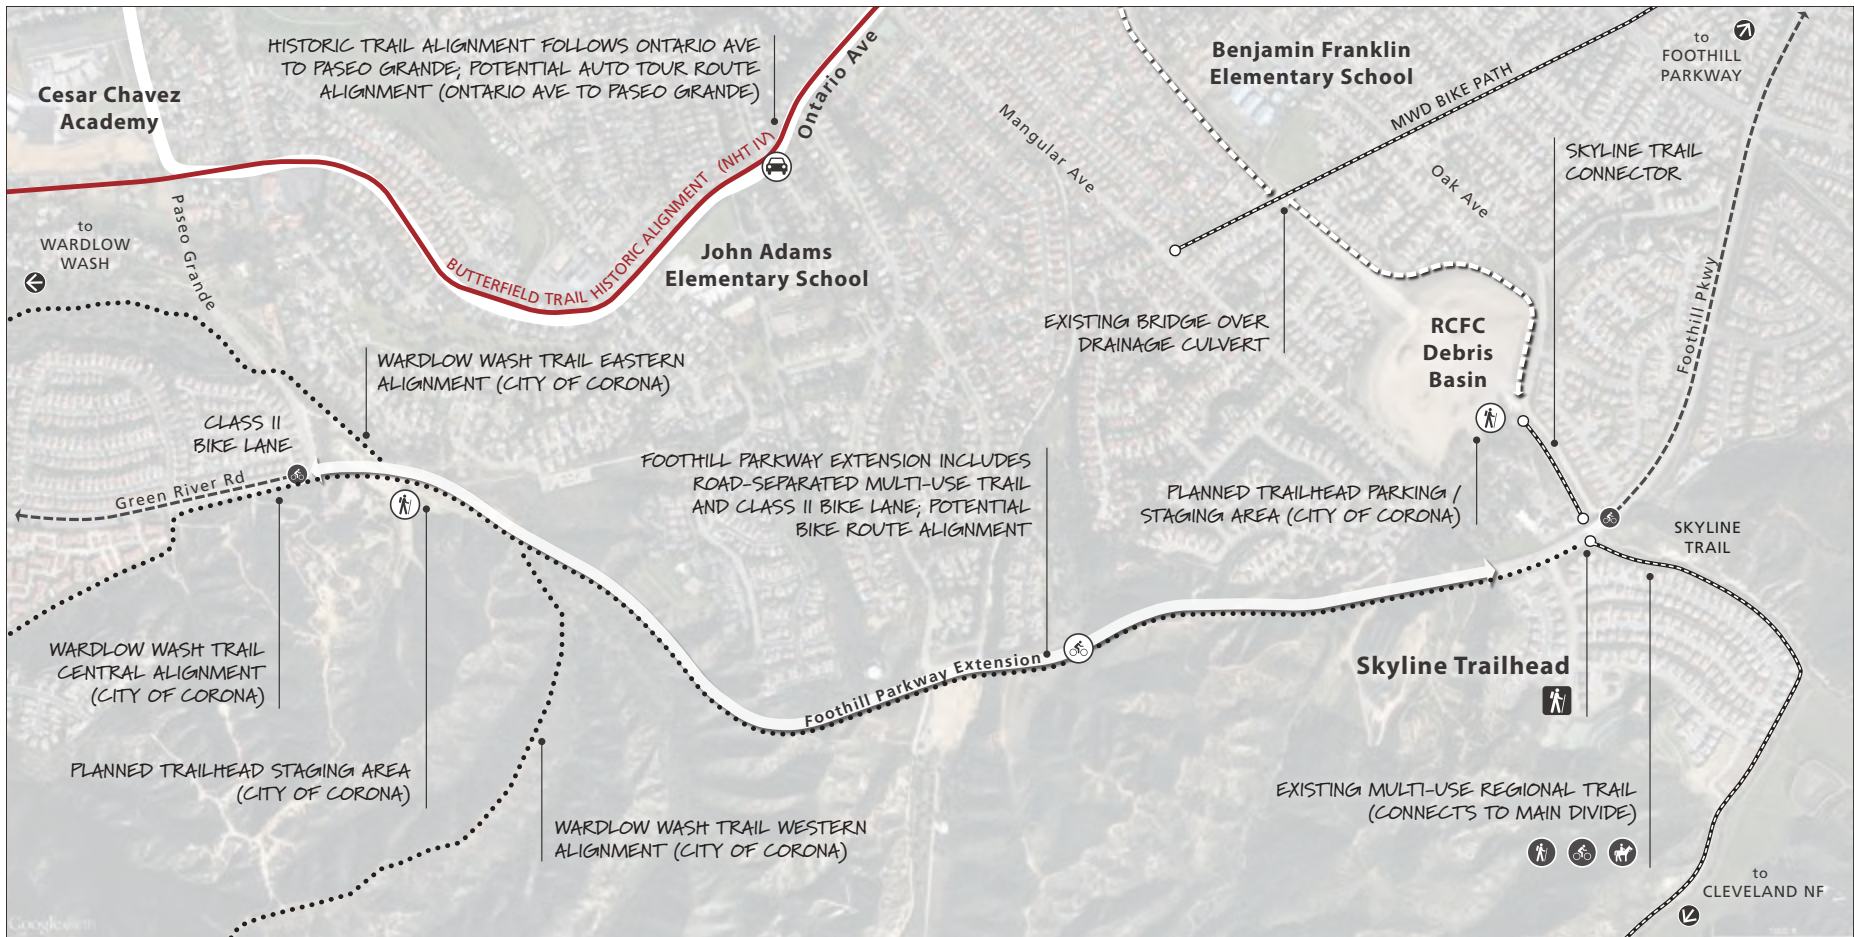 HISTORIC TRAIL ALIGNMENT FOLLOWS ONTARIO AVE
TO PASEO GRANDE; POTENTIAL AUTO TOUR ROUTE
ALIGNMENT (ONTARIO AVE TO PASEO GRANDE)
Ontario Ave
Cesar Chavez
Academy
Benjamin Franklin
Elementary School
MWD BIKE PATH
to
FOOTHILL
PARKWAY
Mangular Ave
Oak Ave
SKYLINE TRAIL
CONNECTOR
BUTTERFIELD TRAIL HISTORIC ALIGNMENT (NHT IV)
Paseo Grande
to
WARDLOW
WASH
John Adams
Elementary School
Foothill Pkwy
EXISTING BRIDGE OVER
DRAINAGE CULVERT
RCFC
Debris
Basin
WARDLOW WASH TRAIL EASTERN
ALIGNMENT (CITY OF CORONA)
CLASS II
BIKE LANE
Green River Rd
FOOTHILL PARKWAY EXTENSION INCLUDES
ROAD-SEPARATED MULTI-USE TRAIL
AND CLASS II BIKE LANE; POTENTIAL
BIKE ROUTE ALIGNMENT
PLANNED TRAILHEAD PARKING /
STAGING AREA (CITY OF CORONA)
SKYLINE
TRAIL
WARDLOW WASH TRAIL
CENTRAL ALIGNMENT
(CITY OF CORONA)
Foothill Parkway Extension
Skyline Trailhead
PLANNED TRAILHEAD STAGING AREA
(CITY OF CORONA)
EXISTING MULTI-USE REGIONAL TRAIL
(CONNECTS TO MAIN DIVIDE)
WARDLOW WASH TRAIL WESTERN
ALIGNMENT (CITY OF CORONA)
to
CLEVELAND NF
Google earth